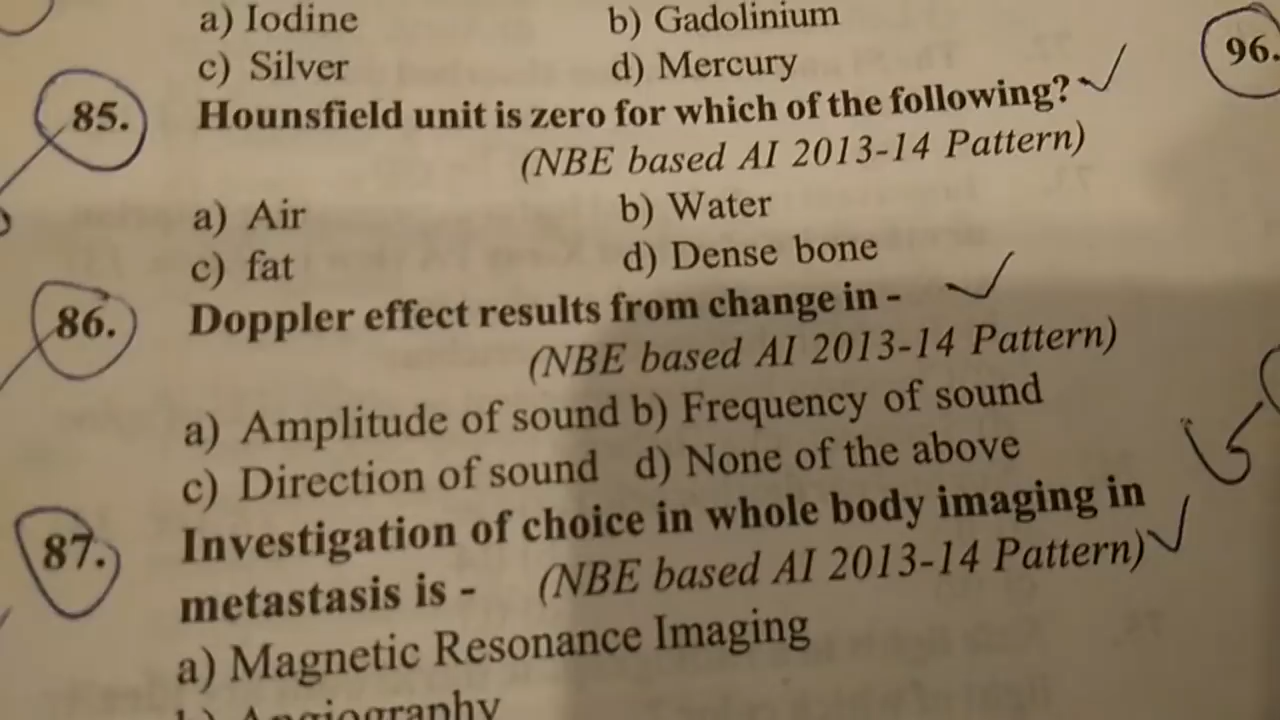 a) Iodine b) Gadolinium
c) Silver d) Mercury
96.
85. Hounsfield unit is zero for which of the following?
(NBE based AI 2013-14 Pattern)
a) Air b) Water
c) fat d) Dense bone
86. Doppler effect results from change in -
(NBE based AI 2013-14 Pattern)
a) Amplitude of sound b) Frequency of sound
c) Direction of sound d) None of the above
87. Investigation of choice in whole body imaging in
metastasis is - (NBE based AI 2013-14 Pattern)
a) Magnetic Resonance Imaging
b) Angiography